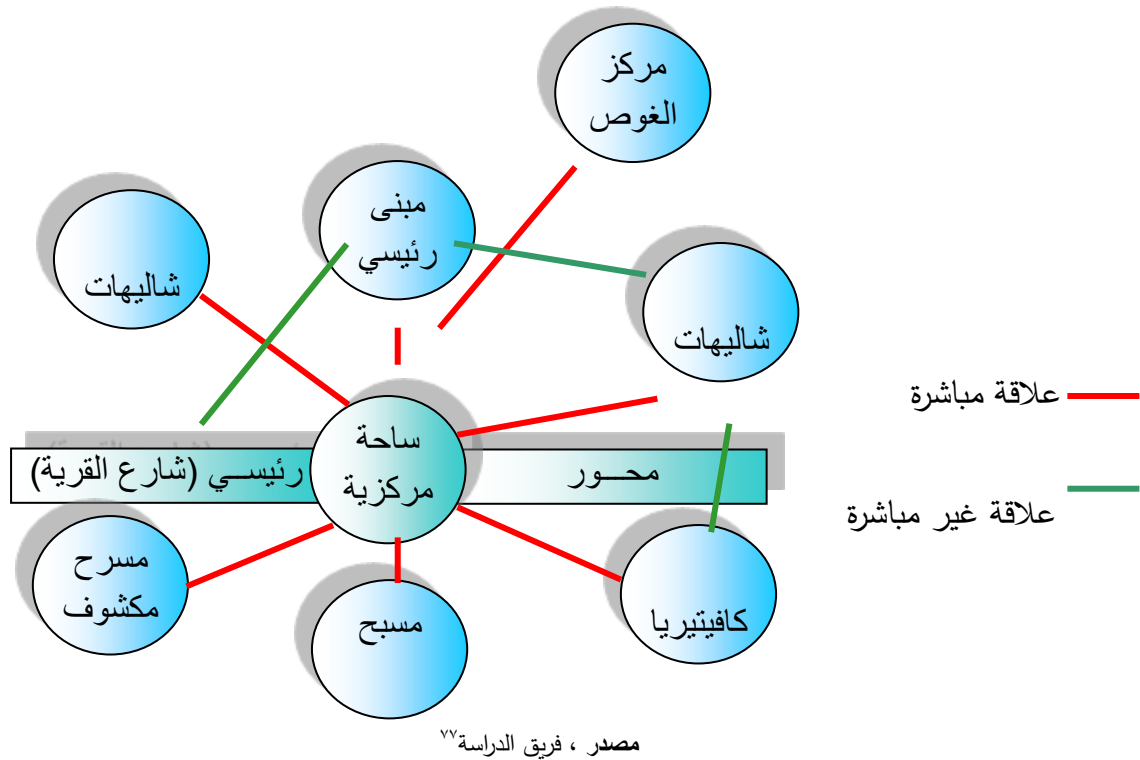 مركز
الغوص
مبنى
رئيسي
شاليهات
شاليهات
علاقة مباشرة
ساحة
مركزية
محـــور
رئيســي (شارع القرية)
علاقة غير مباشرة
مسرح
مكشوف
مسبح
كافيتيريا
مصدر ، فريق الدراسة٧٧